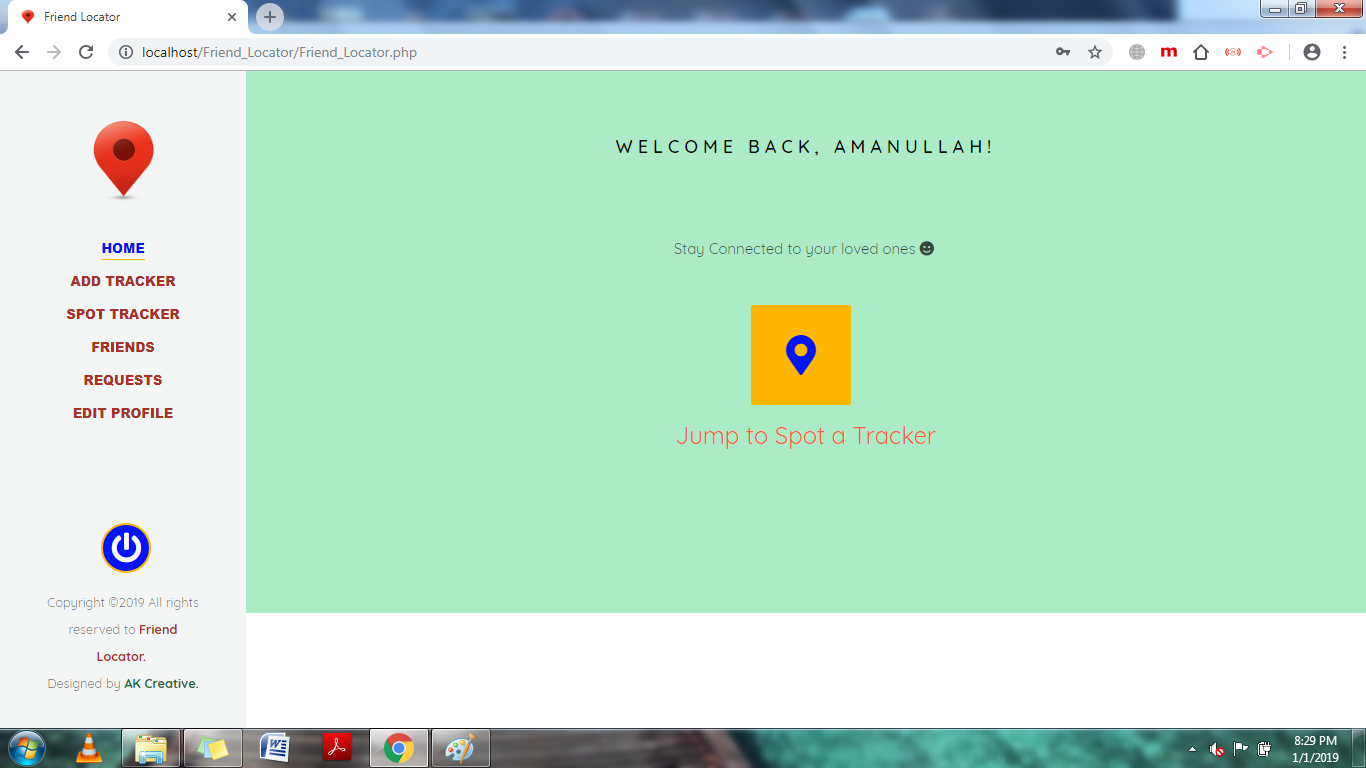 Friend Locator
localhost/Friend_Locator/Friend_Locator.php
m
HOME
ADD TRACKER
SPOT TRACKER
FRIENDS
REQUESTS
EDIT PROFILE
Copyright ©2019 All rights
reserved to Friend
Locator.
Designed by AK Creative.
WELCOME BACK, AMANULLAH!
Stay Connected to your loved ones
Jump to Spot a Tracker
W
8:29 PM
1/1/2019